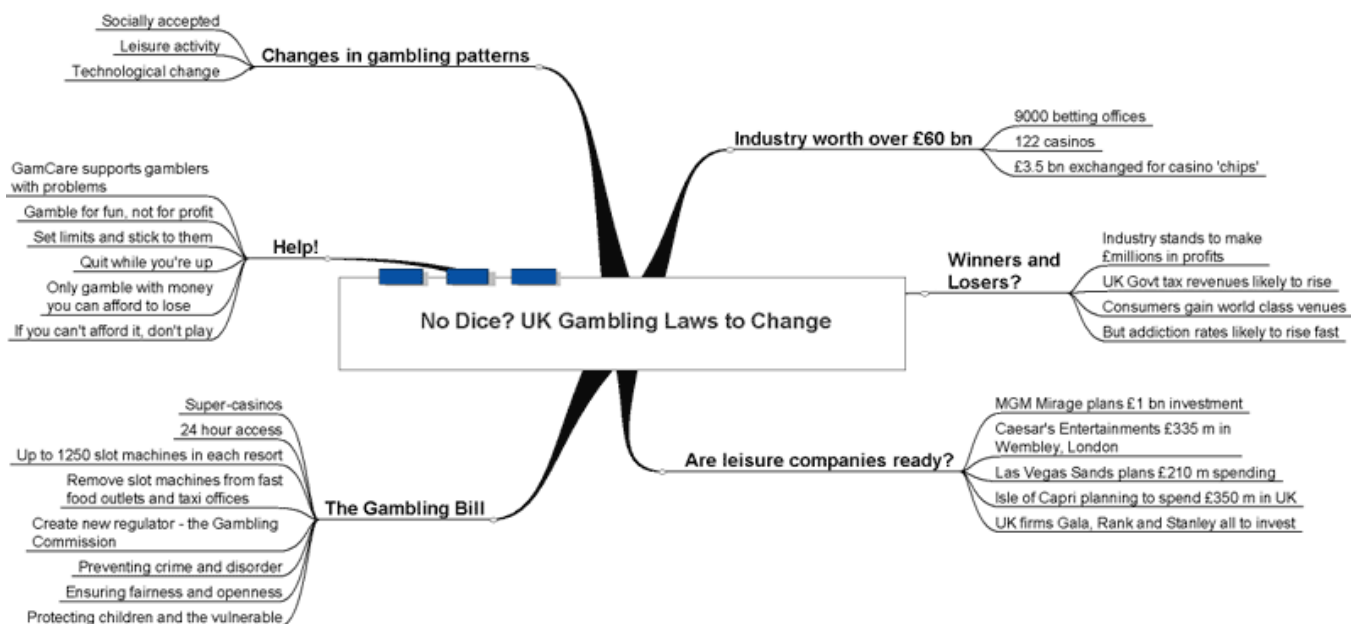 Socially accepted
Leisure activity
Technological change
Changes in gambling patterns
Industry worth over £60 bn
9000 betting offices
122 casinos
£3.5 bn exchanged for casino 'chips'
GamCare supports gamblers
with problems
Gamble for fun, not for profit
Set limits and stick to them
Quit while you're up
Only gamble with money
you can afford to lose
If you can't afford it, don't play
Help!
Winners and
Losers?
Industry stands to make
£millions in profits
UK Govt tax revenues likely to rise
Consumers gain world class venues
But addiction rates likely to rise fast
No Dice? UK Gambling Laws to Change
Super-casinos
24 hour access
Up to 1250 slot machines in each resort
Remove slot machines from fast
food outlets and taxi offices
Create new regulator - the Gambling
Commission
Preventing crime and disorder
Ensuring fairness and openness
Protecting children and the vulnerable
The Gambling Bill
Are leisure companies ready?
MGM Mirage plans £1 bn investment
Caesar's Entertainments £335 m in
Wembley, London
Las Vegas Sands plans £210 m spending
Isle of Capri planning to spend £350 m in UK
UK firms Gala, Rank and Stanley all to invest